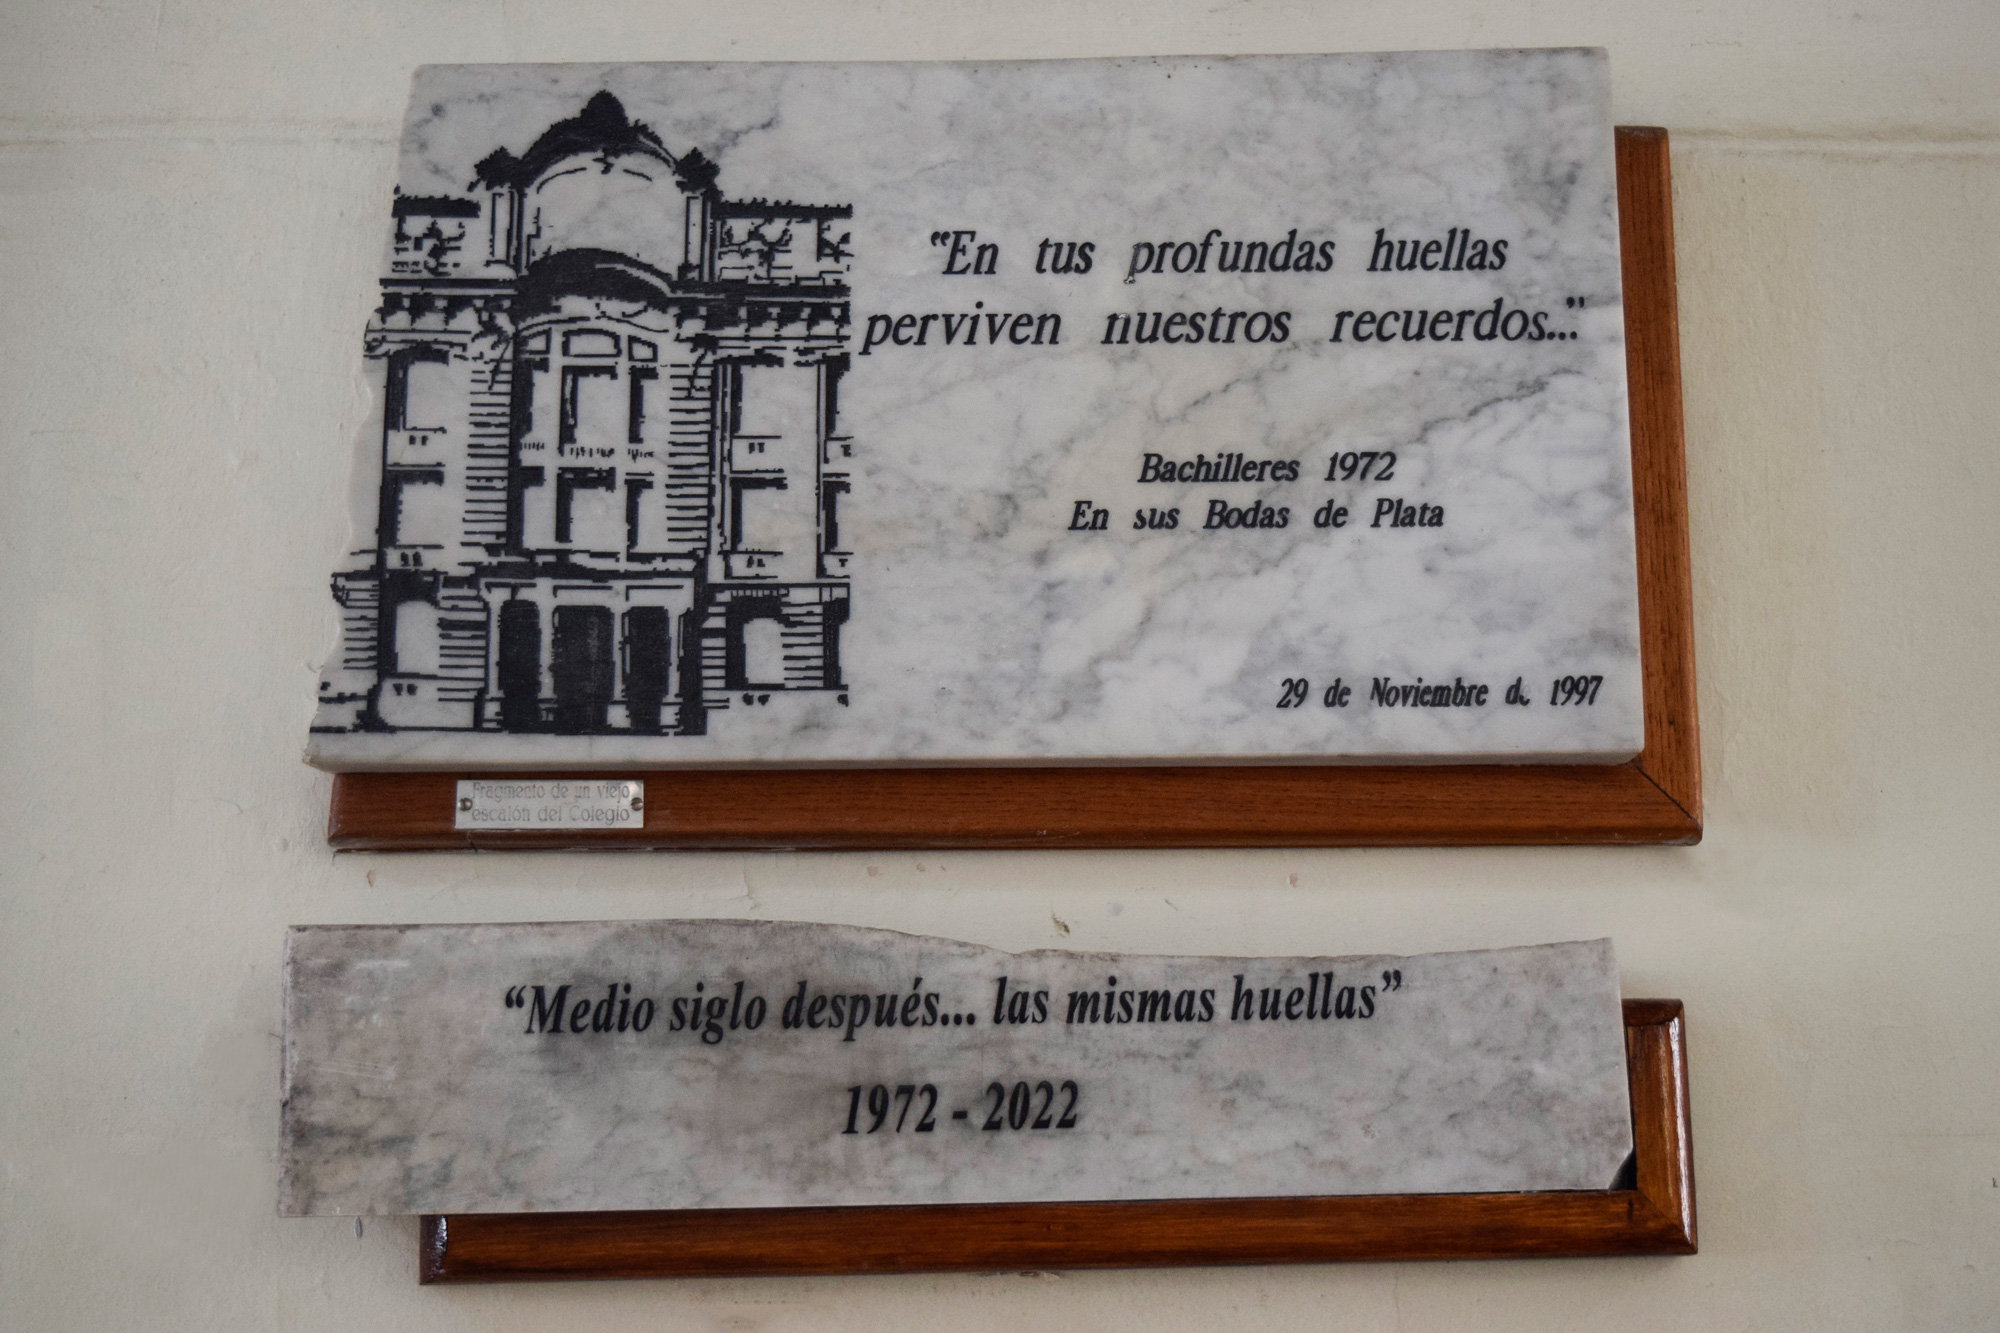 “En tus profundas huellas
perviven nuestros recuerdos...”
Bachilleres 1972
En sus Bodas de Plata
29 de Noviembre de 1997
Fragmento de un viejo
escalón del Colegio
“Medio siglo después... las mismas huellas”
1972 - 2022